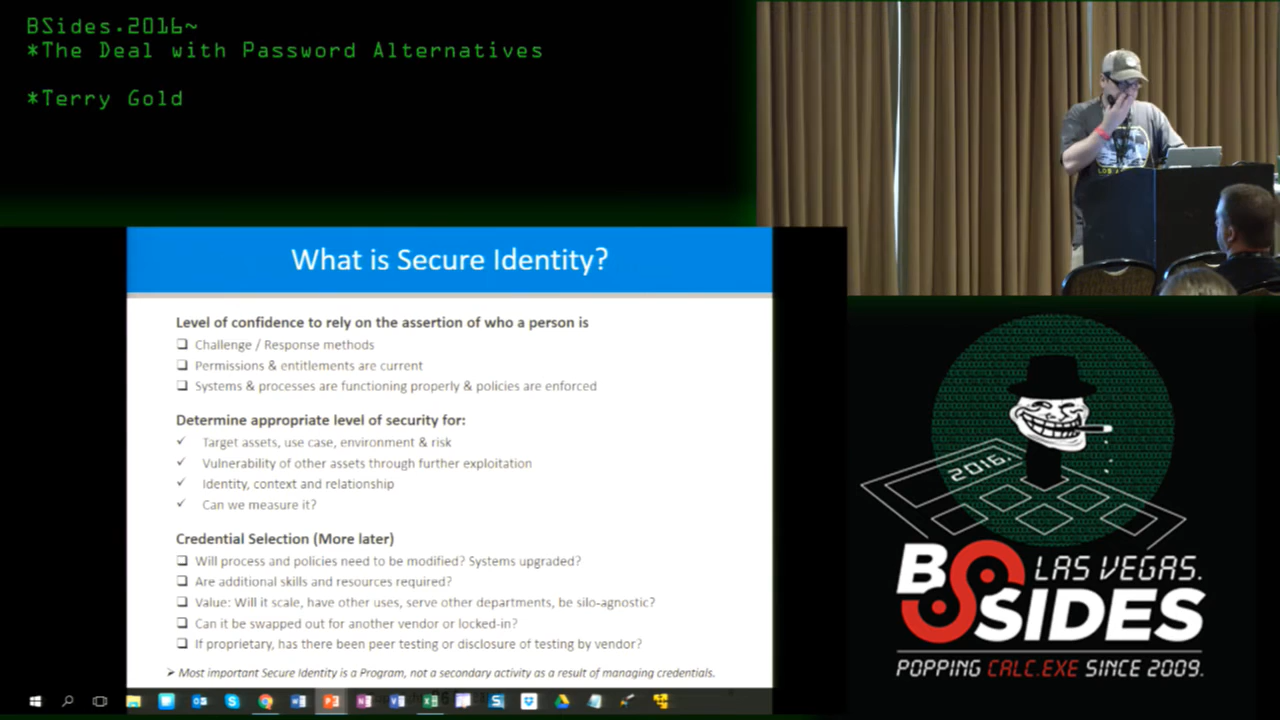 BSides.2016~
*The Deal with Password Alternatives
*Terry Gold
What is Secure Identity?
Level of confidence to rely on the assertion of who a person is
Challenge / Response methods
Permissions & entitlements are current
Systems & processes are functioning properly & policies are enforced
Determine appropriate level of security for:
Target assets, use case, environment & risk
Vulnerability of other assets through further exploitation
Identity, context and relationship
Can we measure it?
Credential Selection (More later)
Will process and policies need to be modified? Systems upgraded?
Are additional skills and resources required?
Value: Will it scale, have other uses, serve other departments, be silo-agnostic?
Can it be swapped out for another vendor or locked-in?
If proprietary, has there been peer testing or disclosure of testing by vendor?
Most important Secure Identity is a Program, not a secondary activity as a result of managing credentials.
2016.
BSIDES
LAS VEGAS.
POPPING CALC.EXE SINCE 2009.